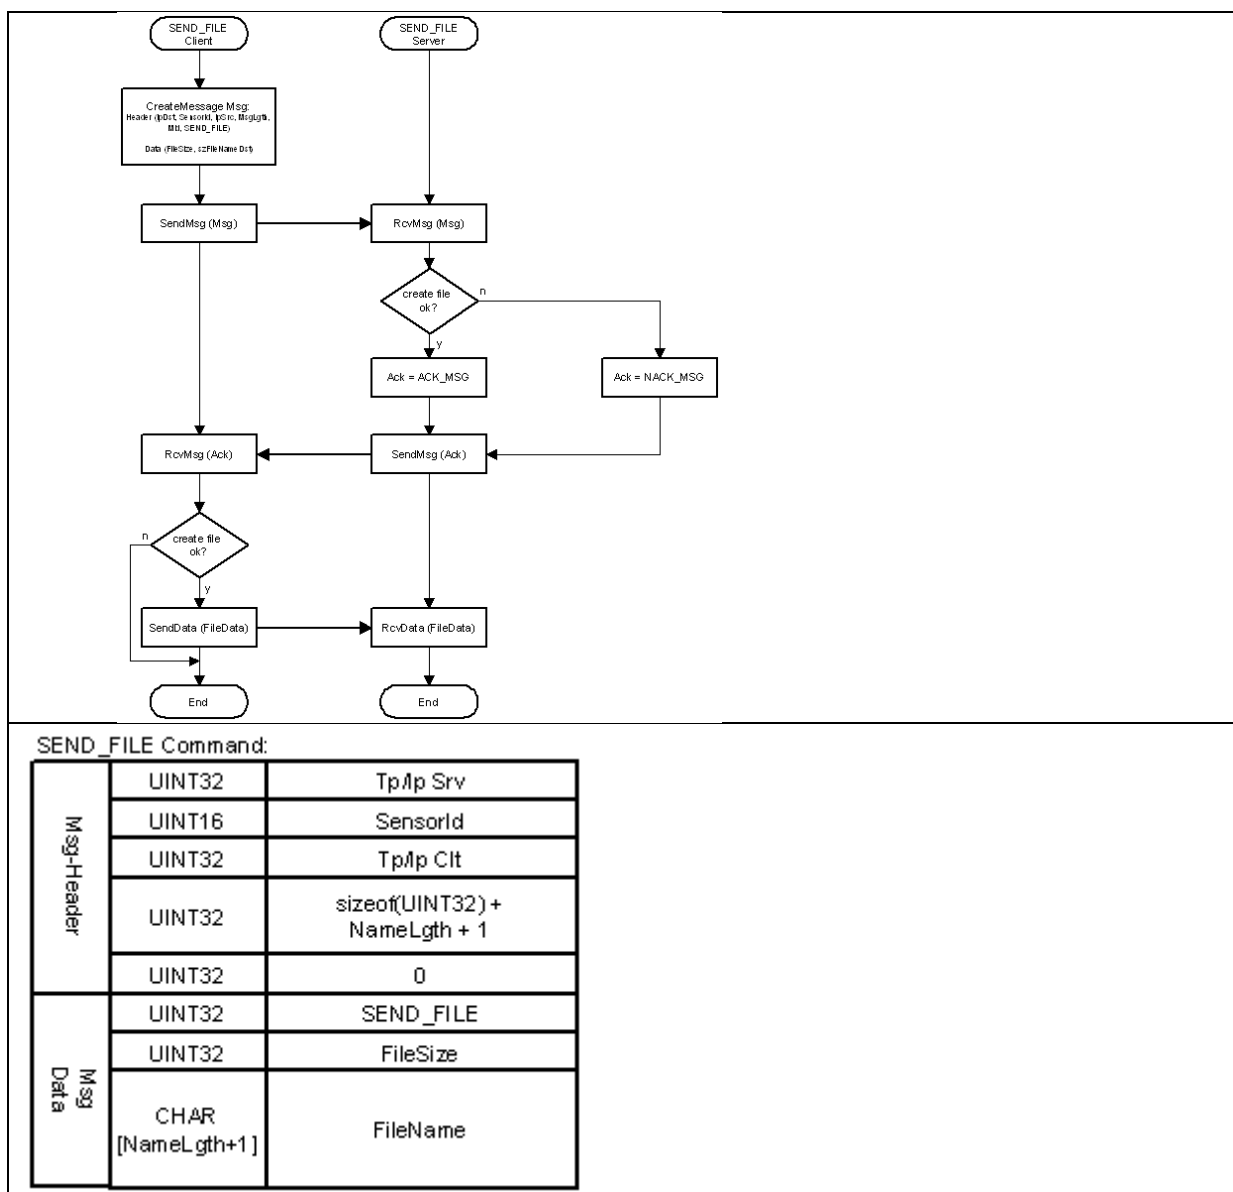 SEND_FILE
Client
SEND_FILE
Server
CreateMessage Msg:
Header (IpDst, SensorId, IpSrc, MsgLgth,
SEND_FILE)
Data (FileSize, szFileNameDst)
SendMsg (Msg)
RcvMsg (Msg)
create file
ok?
n
y
Ack = ACK_MSG
Ack = NACK_MSG
RcvMsg (Ack)
SendMsg (Ack)
n
create file
ok?
y
SendData (FileData)
RcvData (FileData)
End
End
SEND_FILE Command:
Msg-Header
UINT32
Tp/Ip Srv
UINT16
SensorId
UINT32
Tp/Ip Clt
UINT32
sizeof(UINT32) +
NameLgth + 1
UINT32
0
Msg
Data
UINT32
SEND_FILE
UINT32
FileSize
CHAR
[NameLgth+1]
FileName